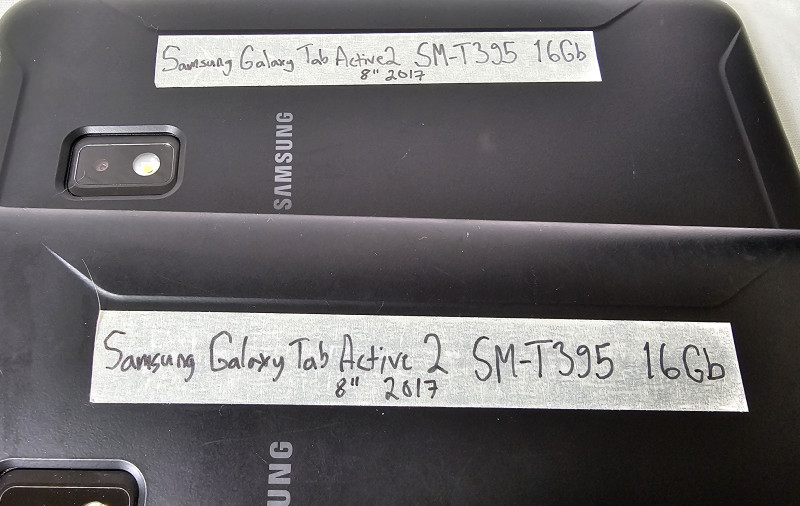 Samsung Galaxy Tab Active2 SM-T395 16Gb
8" 2017
SAMSUNG
Samsung Galaxy Tab Active 2 SM-T395 16Gb
8" 2017
UNG